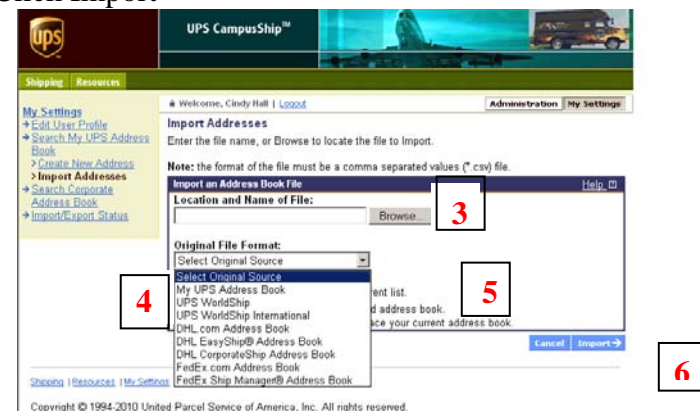 Click Import
ups
UPS CampusShip™
Shipping Resources
Welcome, Cindy Hall | Logout
Administration My Settings
My Settings
Edit User Profile
Search My UPS Address Book
Create New Address
Import Addresses
Search Corporate Address Book
Import/Export Status
Import Addresses
Enter the file name, or Browse to locate the file to Import.
Note: the format of the file must be a comma separated values (*.csv) file.
Import an Address Book File
Help
Location and Name of File:
Browse...
3
Original File Format:
Select Original Source
Select Original Source
My UPS Address Book
UPS WorldShip
UPS WorldShip International
DHL.com Address Book
DHL EasyShip® Address Book
DHL CorporateShip Address Book
FedEx.com Address Book
FedEx Ship Manager® Address Book
4
rent list.
d address book.
ace your current address book.
5
Cancel Import
6
Shipping | Resources | My Settings
Copyright © 1994-2010 United Parcel Service of America, Inc. All rights reserved.